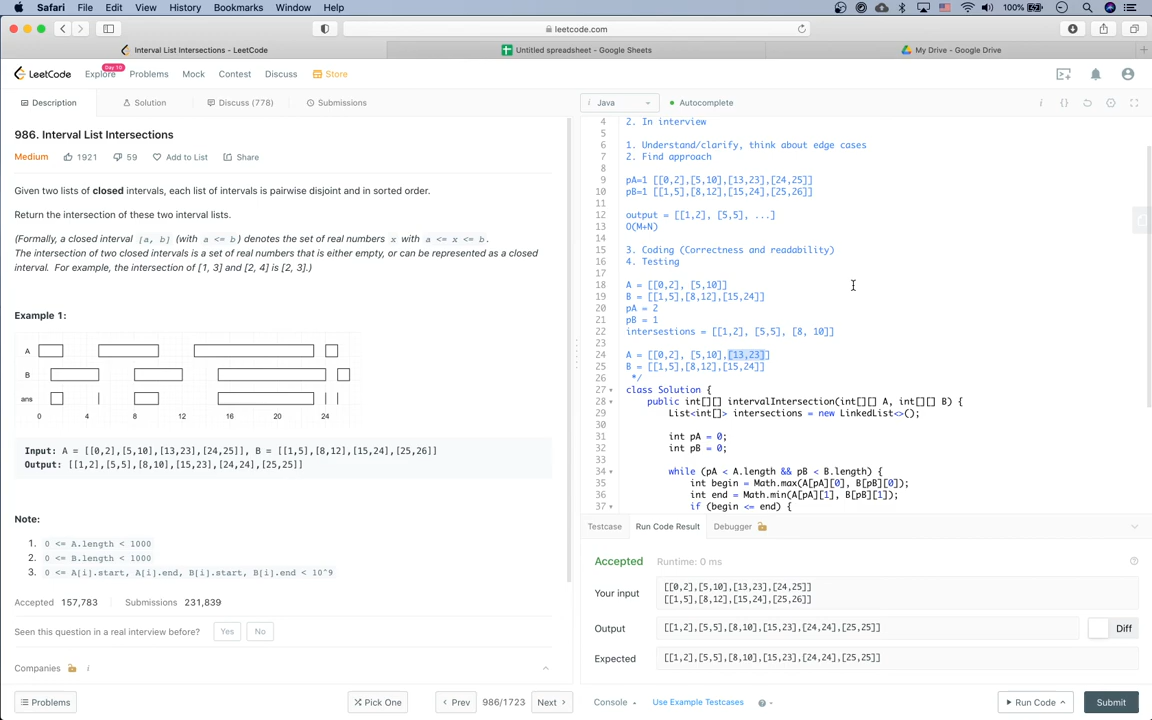 Safari File Edit View History Bookmarks Window Help 100%
leetcode.com
Interval List Intersections - LeetCode Untitled spreadsheet - Google Sheets My Drive - Google Drive
LeetCode Explore Day 16 Problems Mock Contest Discuss Store
Description Solution Discuss (778) Submissions
i Java Autocomplete
986. Interval List Intersections
Medium 1921 59 Add to List Share
Given two lists of closed intervals, each list of intervals is pairwise disjoint and in sorted order.
Return the intersection of these two interval lists.
(Formally, a closed interval [a, b] (with a <= b) denotes the set of real numbers x with a <= x <= b.
The intersection of two closed intervals is a set of real numbers that is either empty, or can be represented as a closed
interval. For example, the intersection of [1, 3] and [2, 4] is [2, 3].)
Example 1:
A
B
ans
0 4 8 12 16 20 24
Input: A = [[0,2],[5,10],[13,23],[24,25]], B = [[1,5],[8,12],[15,24],[25,26]]
Output: [[1,2],[5,5],[8,10],[15,23],[24,24],[25,25]]
Note:
1. 0 <= A.length < 1000
2. 0 <= B.length < 1000
3. 0 <= A[i].start, A[i].end, B[i].start, B[i].end < 10^9
Accepted 157,783 Submissions 231,839
Seen this question in a real interview before? Yes No
Companies i
Problems Pick One Prev 986/1723 Next
4 2. In interview
5
6 1. Understand/clarify, think about edge cases
7 2. Find approach
8
9 pA=1 [[0,2],[5,10],[13,23],[24,25]]
10 pB=1 [[1,5],[8,12],[15,24],[25,26]]
11
12 output = [[1,2], [5,5], ...]
13 O(M+N)
14
15 3. Coding (Correctness and readability)
16 4. Testing
17
18 A = [[0,2], [5,10]]
19 B = [[1,5],[8,12],[15,24]]
20 pA = 2
21 pB = 1
22 intersestions = [[1,2], [5,5], [8, 10]]
23
24 A = [[0,2], [5,10],[13,23]]
25 B = [[1,5],[8,12],[15,24]]
26 */
27 class Solution {
28 public int[][] intervalIntersection(int[][] A, int[][] B) {
29 List<int[]> intersections = new LinkedList<>();
30
31 int pA = 0;
32 int pB = 0;
33
34 while (pA < A.length && pB < B.length) {
35 int begin = Math.max(A[pA][0], B[pB][0]);
36 int end = Math.min(A[pA][1], B[pB][1]);
37 if (begin <= end) {
Testcase Run Code Result Debugger
Accepted Runtime: 0 ms
Your input
[[0,2],[5,10],[13,23],[24,25]]
[[1,5],[8,12],[15,24],[25,26]]
Output [[1,2],[5,5],[8,10],[15,23],[24,24],[25,25]] Diff
Expected [[1,2],[5,5],[8,10],[15,23],[24,24],[25,25]]
Console Use Example Testcases Run Code Submit